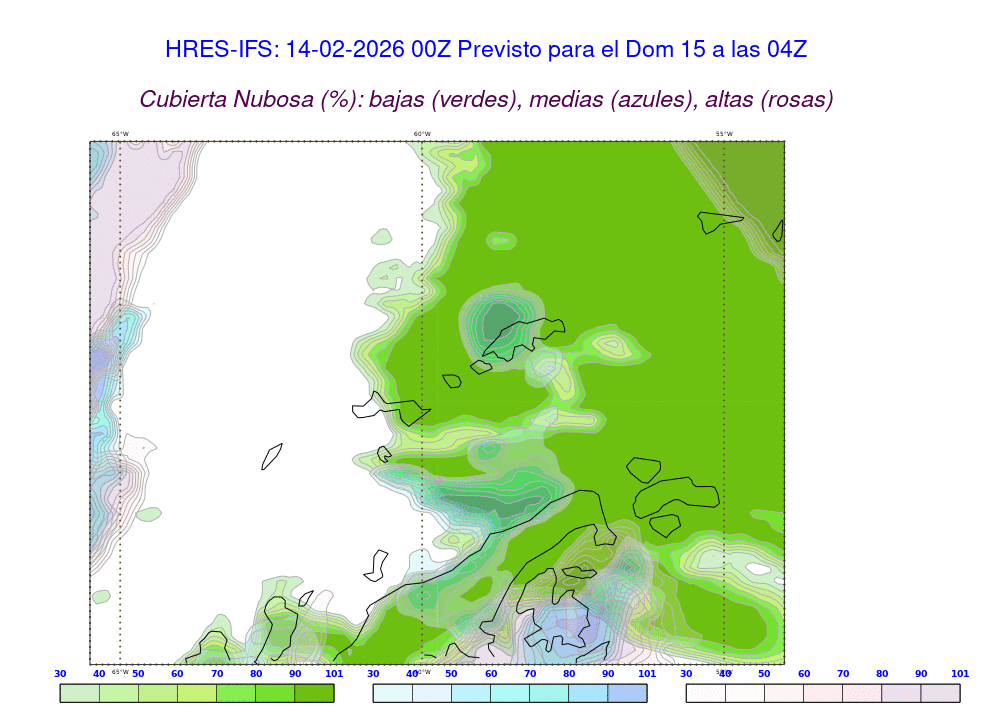 HRES-IFS: 14-02-2026 00Z Previsto para el Dom 15 a las 04Z
Cubierta Nubosa (%): bajas (verdes), medias (azules), altas (rosas)
65°W 60°W 55°W
30 40 50 60 70 80 90 101 30 40 50 60 70 80 90 101 30 40 50 60 70 80 90 101
65°W